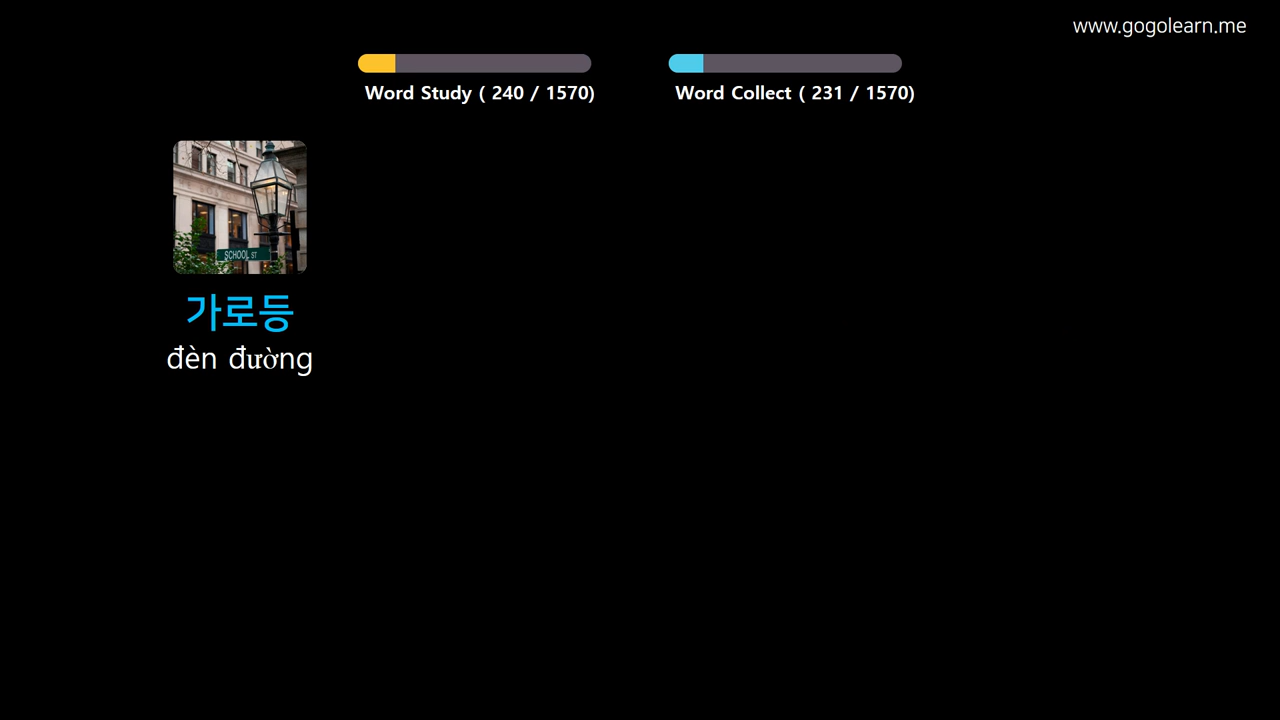 www.gogolearn.me
Word Study ( 240 / 1570)
Word Collect ( 231 / 1570)
SCHOOL ST
가로등
đèn đường